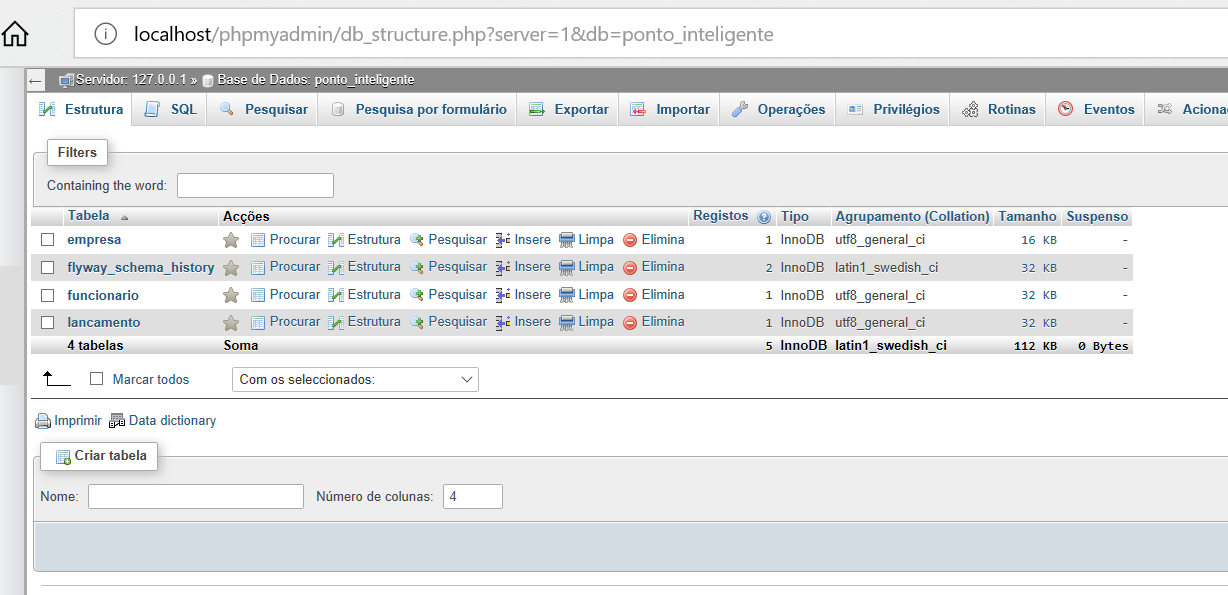 localhost/phpmyadmin/db_structure.php?server=1&db=ponto_inteligente
Servidor: 127.0.0.1 » Base de Dados: ponto_inteligente
Estrutura SQL Pesquisar Pesquisa por formulário Exportar Importar Operações Privilégios Rotinas Eventos Aciona
Filters
Containing the word:
Tabela Acções Registos Tipo Agrupamento (Collation) Tamanho Suspenso
empresa Procurar Estrutura Pesquisar Insere Limpa Elimina 1 InnoDB utf8_general_ci 16 KB -
flyway_schema_history Procurar Estrutura Pesquisar Insere Limpa Elimina 2 InnoDB latin1_swedish_ci 32 KB -
funcionario Procurar Estrutura Pesquisar Insere Limpa Elimina 1 InnoDB utf8_general_ci 32 KB -
lancamento Procurar Estrutura Pesquisar Insere Limpa Elimina 1 InnoDB utf8_general_ci 32 KB -
4 tabelas Soma 5 InnoDB latin1_swedish_ci 112 KB 0 Bytes
Marcar todos Com os seleccionados:
Imprimir Data dictionary
Criar tabela
Nome: Número de colunas: 4